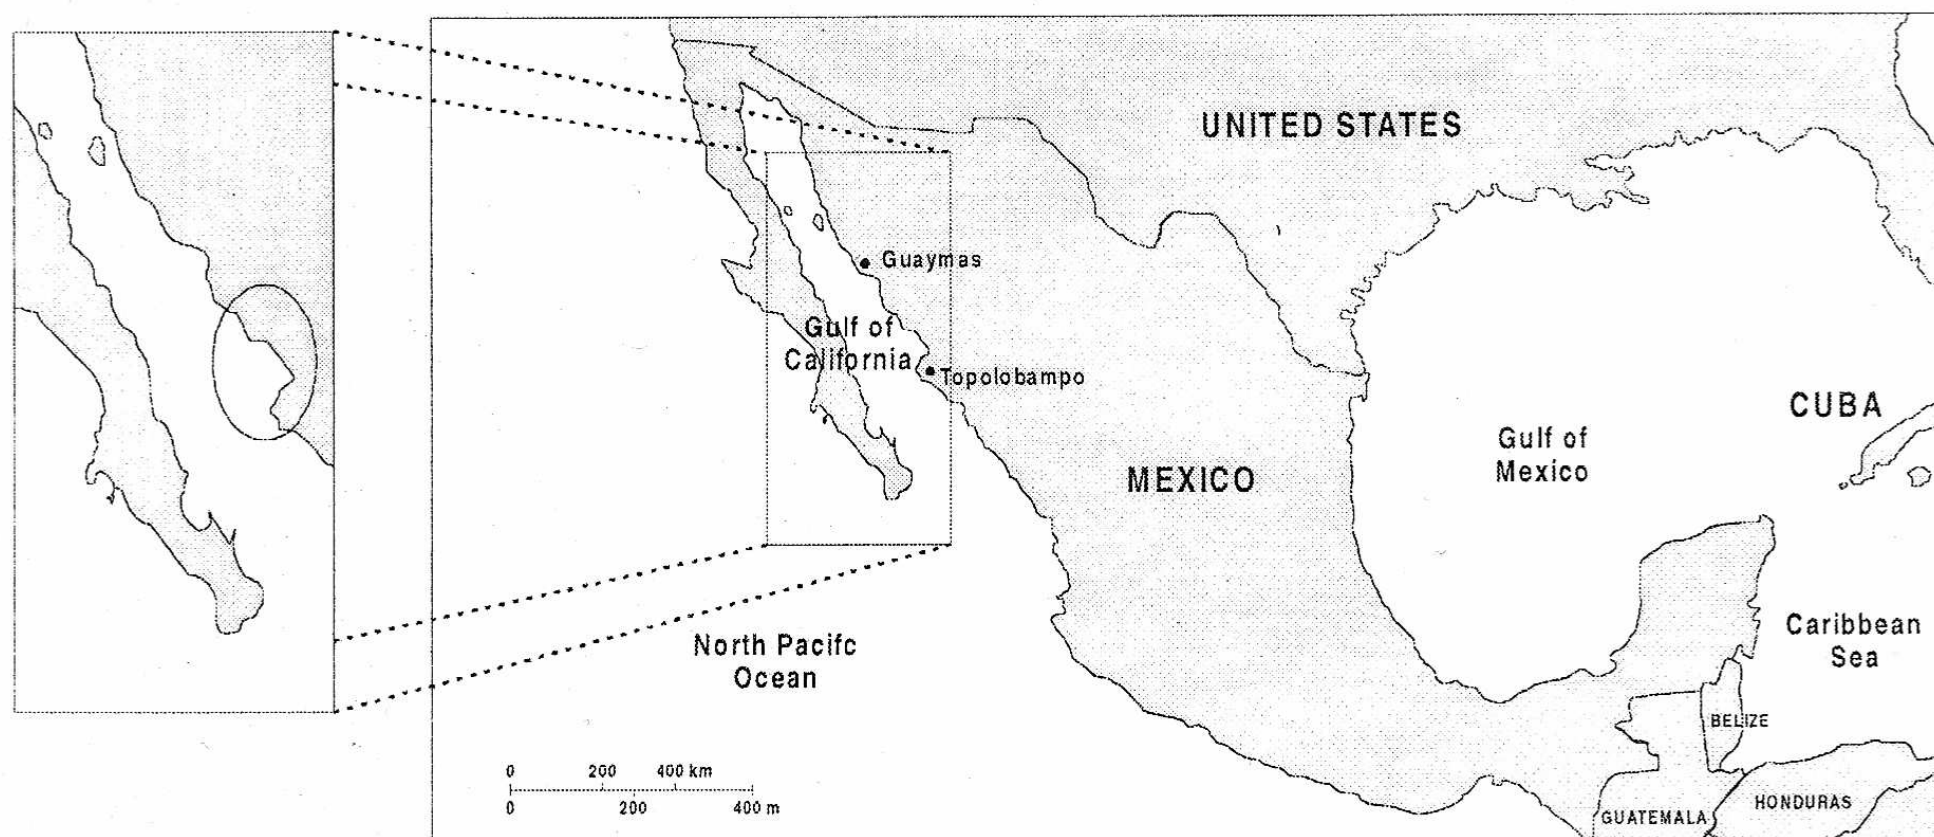 UNITED STATES
Guaymas
Gulf of
California
Topolobampo
CUBA
Gulf of
Mexico
MEXICO
North Pacifc
Ocean
Caribbean
Sea
BELIZE
0 200 400 km
0 200 400 m
HONDURAS
GUATEMALA